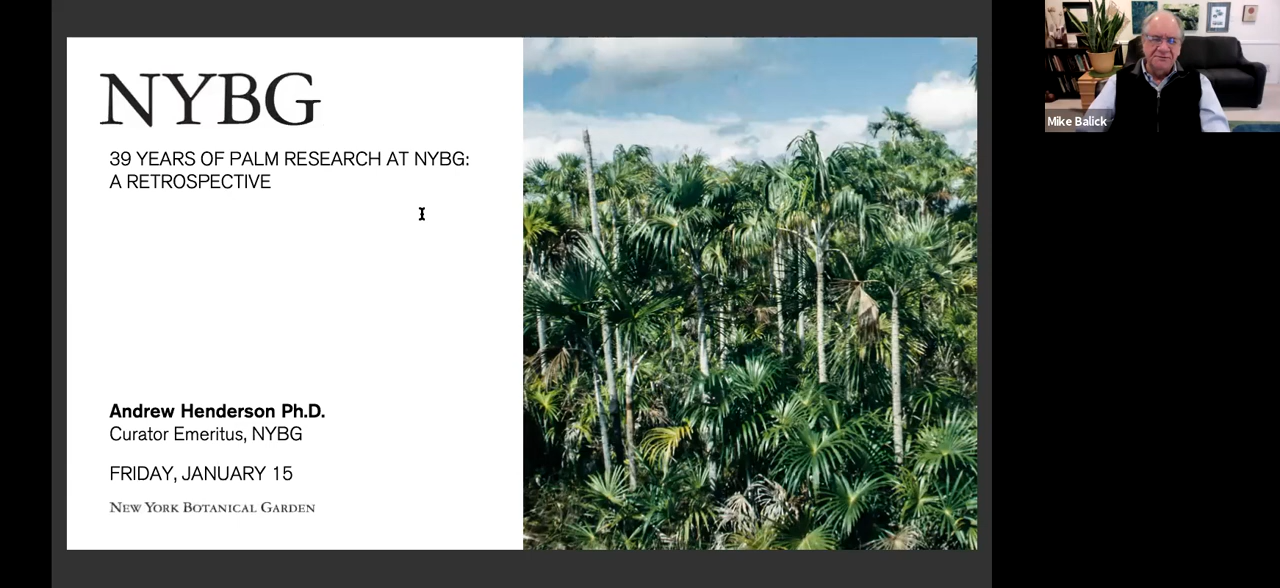 NYBG
39 YEARS OF PALM RESEARCH AT NYBG:
A RETROSPECTIVE
Andrew Henderson Ph.D.
Curator Emeritus, NYBG
FRIDAY, JANUARY 15
NEW YORK BOTANICAL GARDEN
Mike Balick